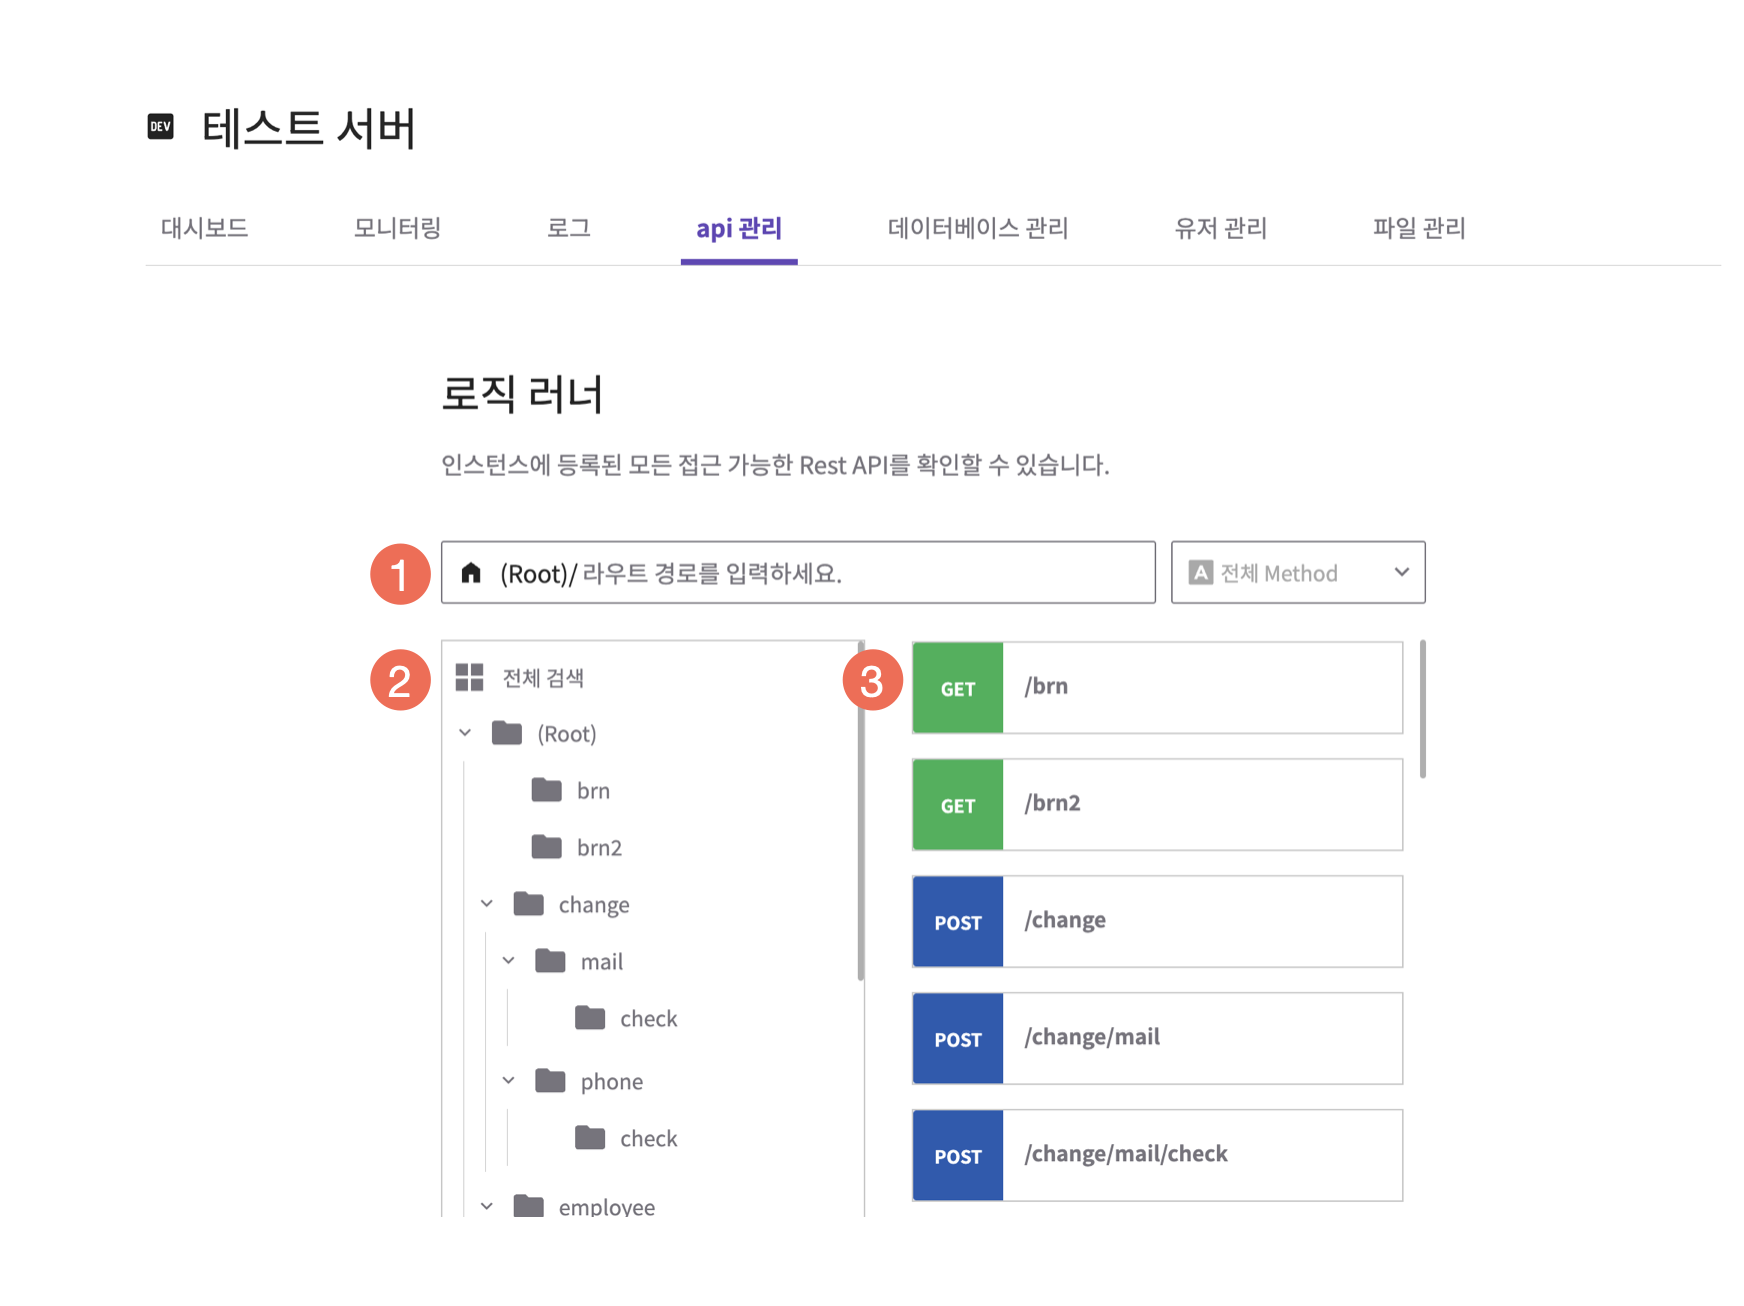 DEV 테스트 서버
대시보드 모니터링 로그 api 관리 데이터베이스 관리 유저 관리 파일 관리
로직 러너
인스턴스에 등록된 모든 접근 가능한 Rest API를 확인할 수 있습니다.
1 (Root)/ 라우트 경로를 입력하세요. A 전체 Method
2 전체 검색
(Root)
brn
brn2
change
mail
check
phone
check
employee
3 GET /brn
GET /brn2
POST /change
POST /change/mail
POST /change/mail/check